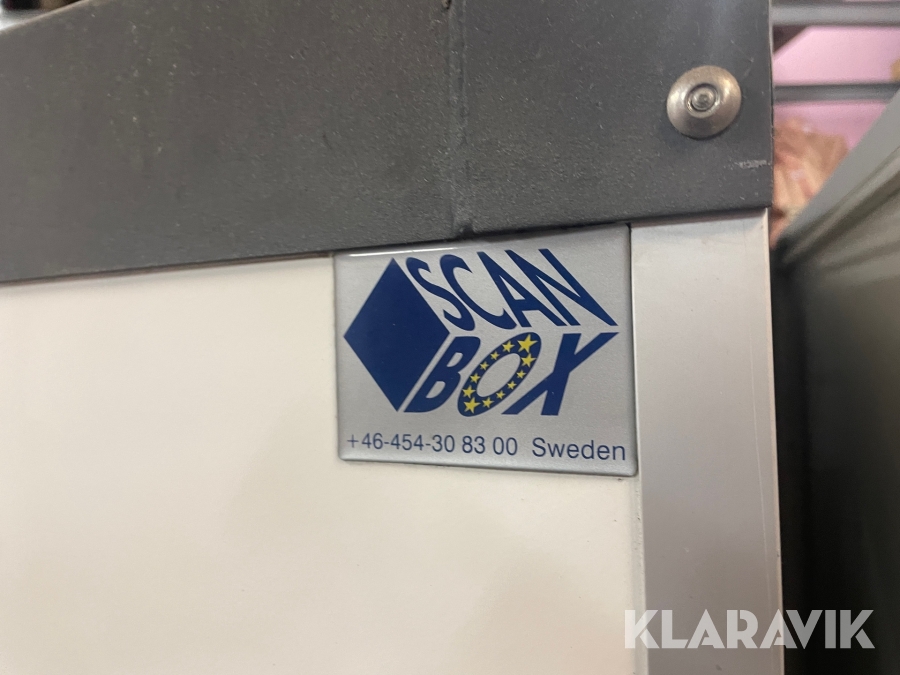 SCAN
BOX
+46-454-30 83 00 Sweden
KLARAVIK